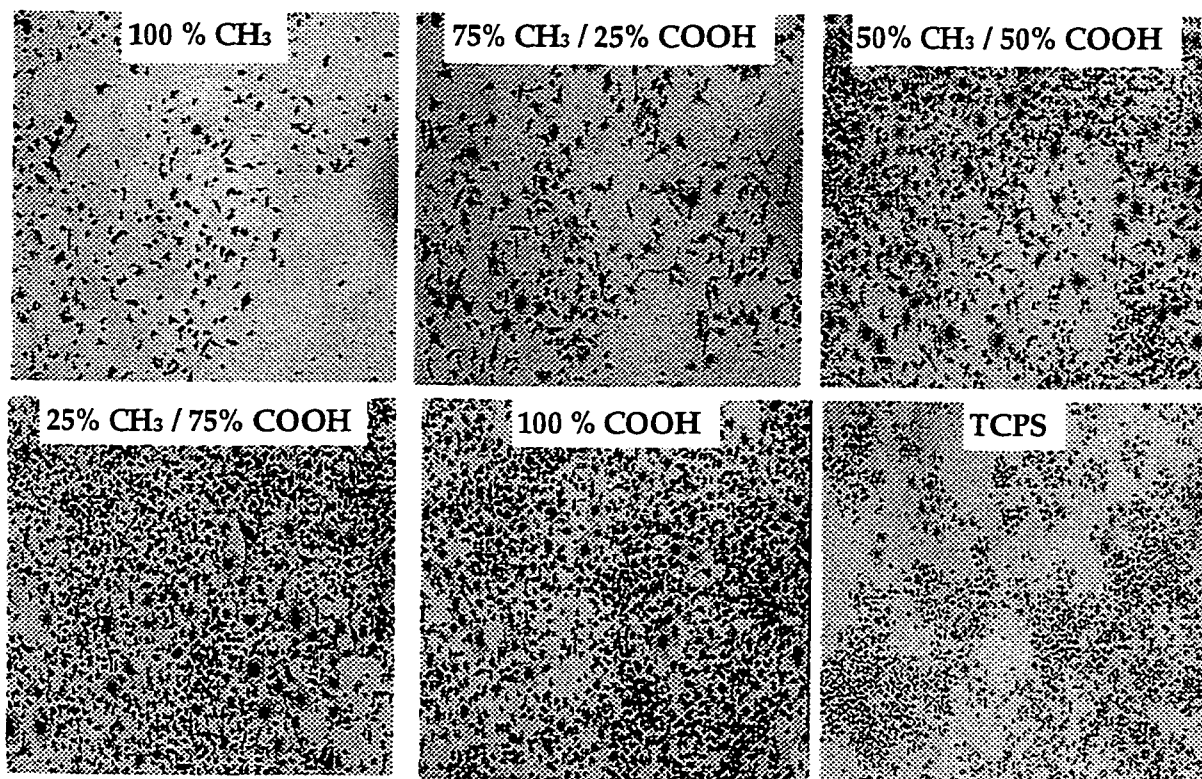 100 % CH₃
75% CH₃ / 25% COOH
50% CH₃ / 50% COOH
25% CH₃ / 75% COOH
100 % COOH
TCPS